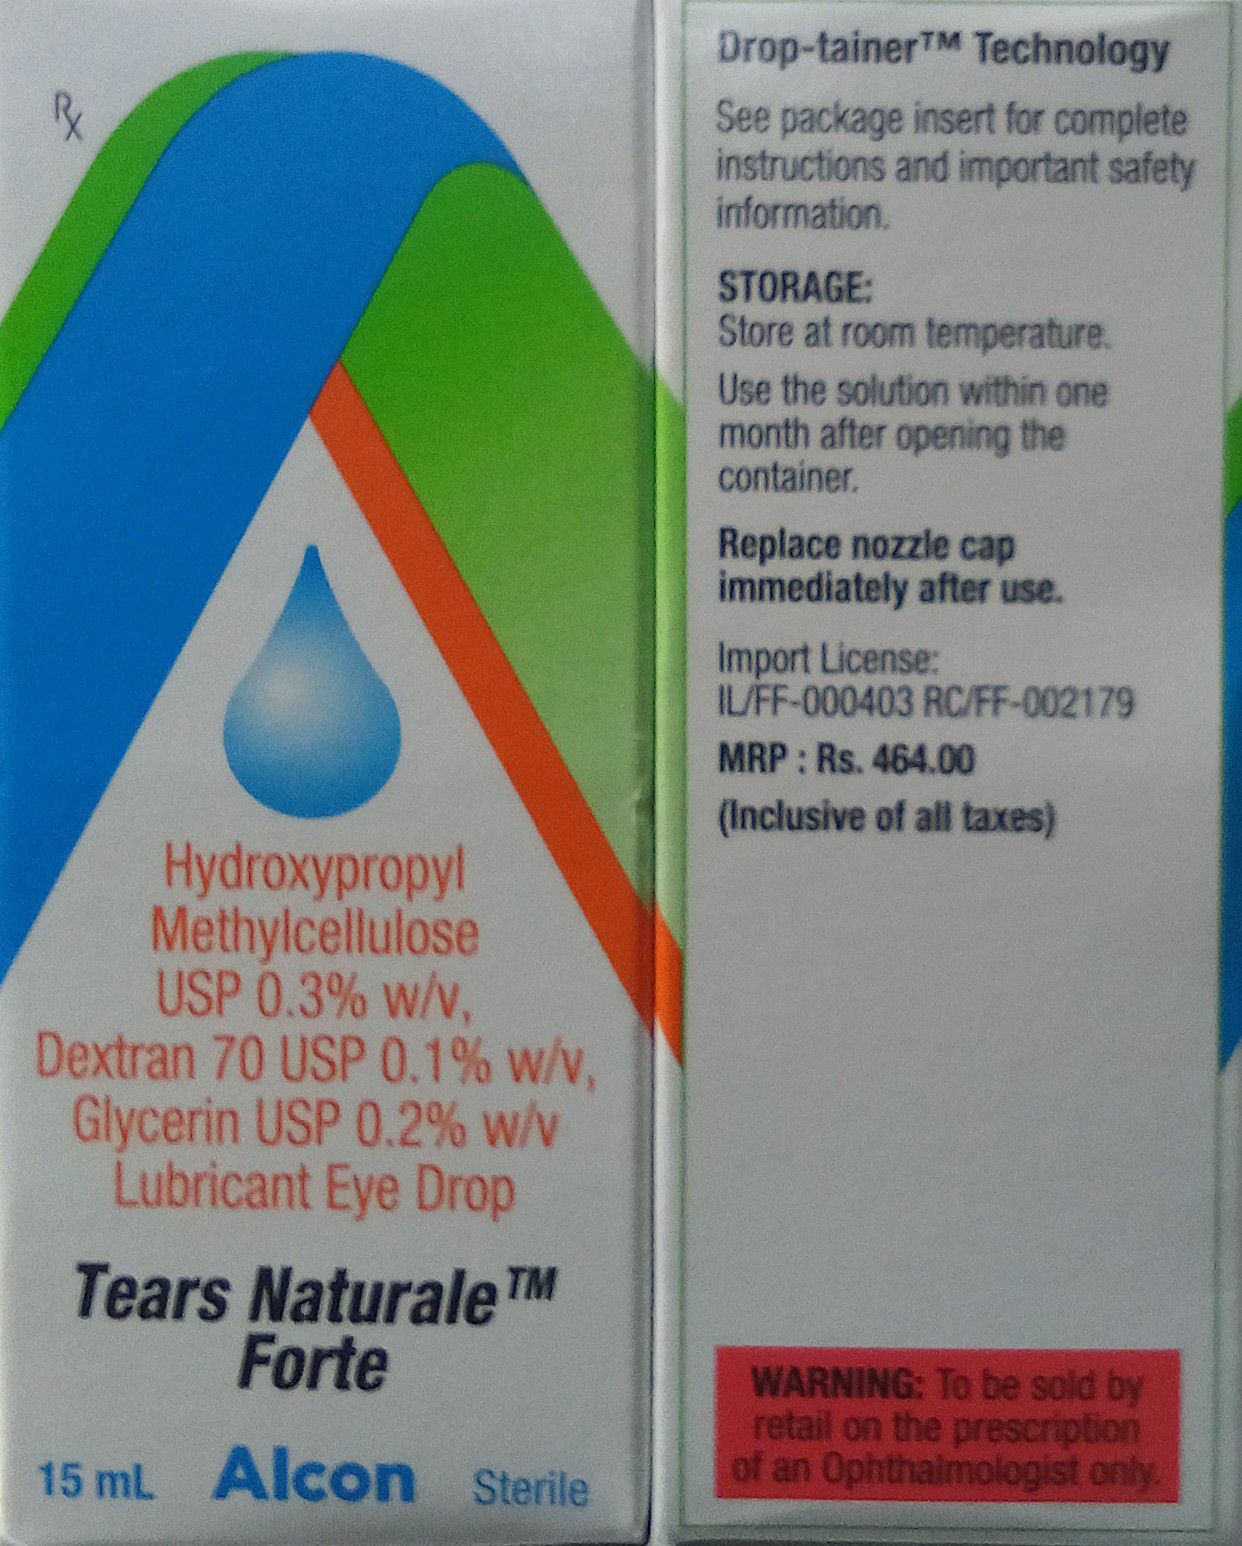 Rx
Hydroxypropyl
Methylcellulose
USP 0.3% w/v,
Dextran 70 USP 0.1% w/v,
Glycerin USP 0.2% w/v
Lubricant Eye Drop
Tears Naturale™
Forte
15 mL Alcon Sterile
Drop-tainer™ Technology
See package insert for complete
instructions and important safety
information.
STORAGE:
Store at room temperature.
Use the solution within one
month after opening the
container.
Replace nozzle cap
immediately after use.
Import License:
IL/FF-000403 RC/FF-002179
MRP : Rs. 464.00
(Inclusive of all taxes)
WARNING: To be sold by
retail on the prescription
of an Ophthalmologist only.